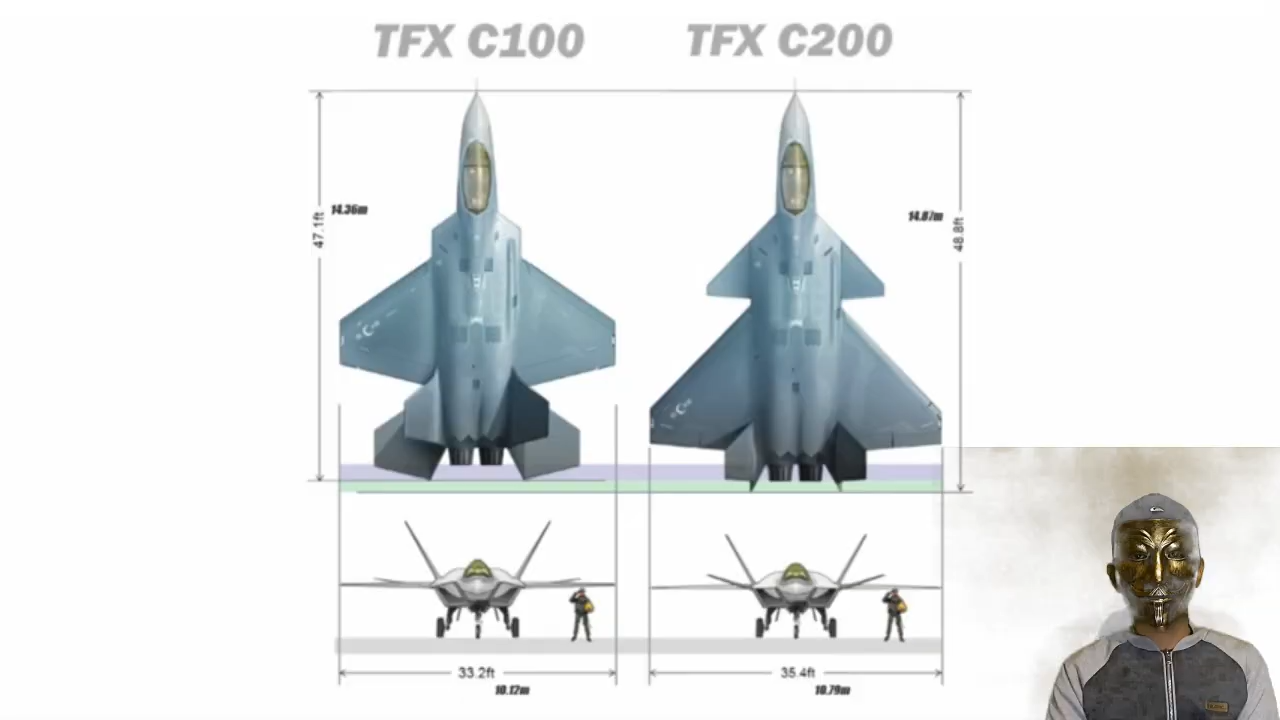 TFX C100
TFX C200
14.36m
47.1ft
14.87m
48.8ft
33.2ft
10.12m
35.4ft
10.79m